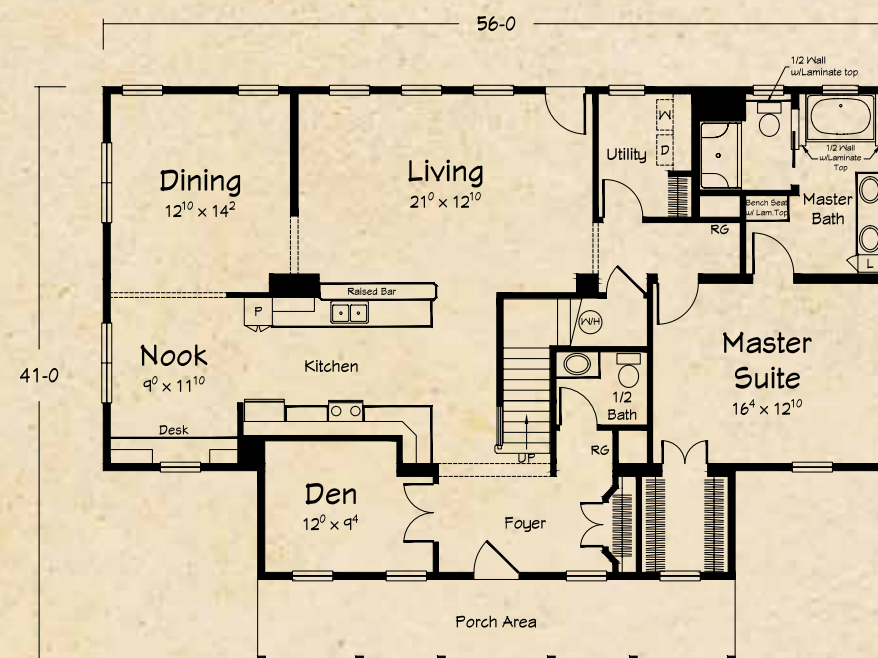 56-0
1/2 Wall
w/Laminate top
W
D
Utility
1/2 Wall
w/Laminate
Top
Dining
12¹⁰ x 14²
Living
21⁰ x 12¹⁰
Bench Seat
w/ Lam.Top
Master
Bath
RG
L
Raised Bar
P
W/H
41-0
Nook
9⁰ x 11¹⁰
Kitchen
Master
Suite
16⁴ x 12¹⁰
1/2
Bath
Desk
RG
UP
Den
12⁰ x 9⁴
Foyer
Porch Area